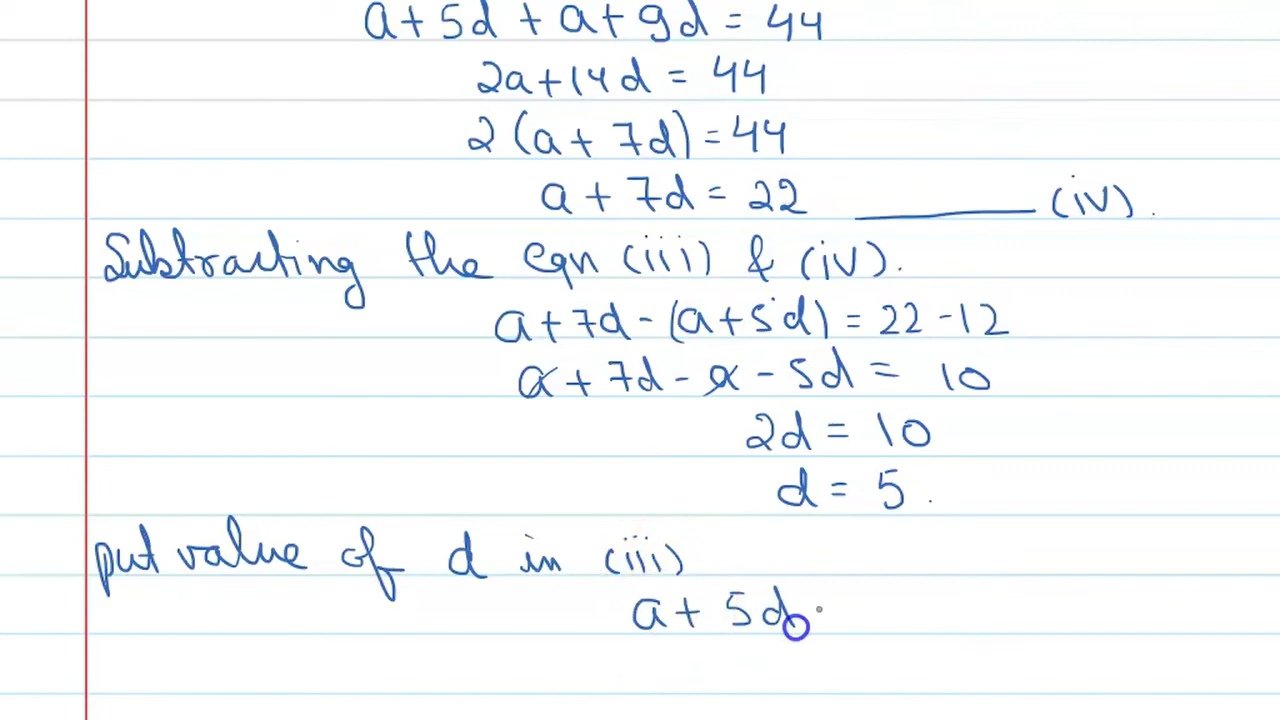 a + 5d + a + 9d = 44
2a + 14d = 44
2(a + 7d) = 44
a + 7d = 22 ______ (iv).
Subtracting the eqn (iii) & (iv).
a + 7d - (a + 5d) = 22 - 12
a + 7d - a - 5d = 10
2d = 10
d = 5.
put value of d in (iii)
a + 5d